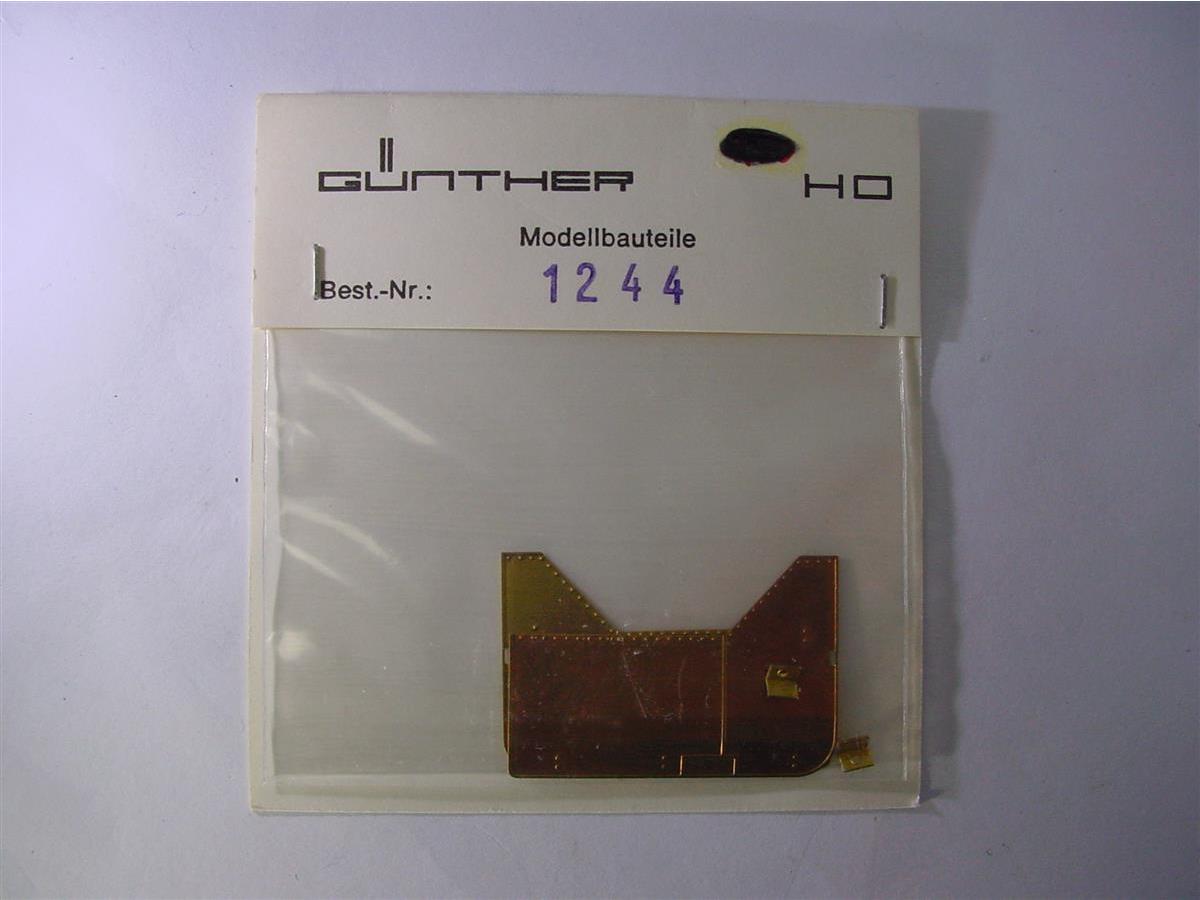 GÜNTHER HO
Modellbauteile
Best.-Nr.: 1244